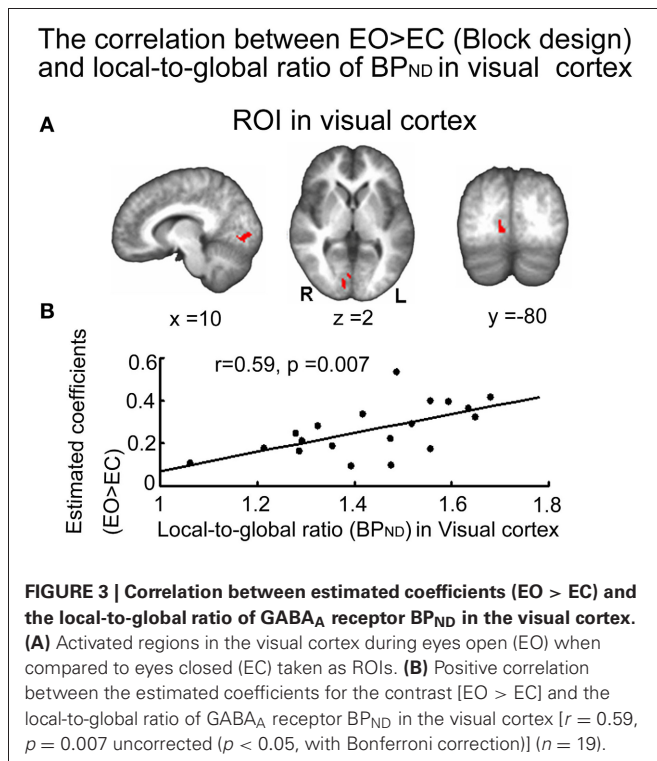 The correlation between EO>EC (Block design)
and local-to-global ratio of BPND in visual cortex
A
ROI in visual cortex
R
L
x =10
z =2
y =-80
B
Estimated coefficients
(EO>EC)
r=0.59, p =0.007
0.6
0.4
0.2
0
1
1.2
1.4
1.6
1.8
Local-to-global ratio (BPND) in Visual cortex
FIGURE 3 | Correlation between estimated coefficients (EO > EC) and
the local-to-global ratio of GABAA receptor BPND in the visual cortex.
(A) Activated regions in the visual cortex during eyes open (EO) when
compared to eyes closed (EC) taken as ROIs. (B) Positive correlation
between the estimated coefficients for the contrast [EO > EC] and the
local-to-global ratio of GABAA receptor BPND in the visual cortex [r = 0.59,
p = 0.007 uncorrected (p < 0.05, with Bonferroni correction)] (n = 19).